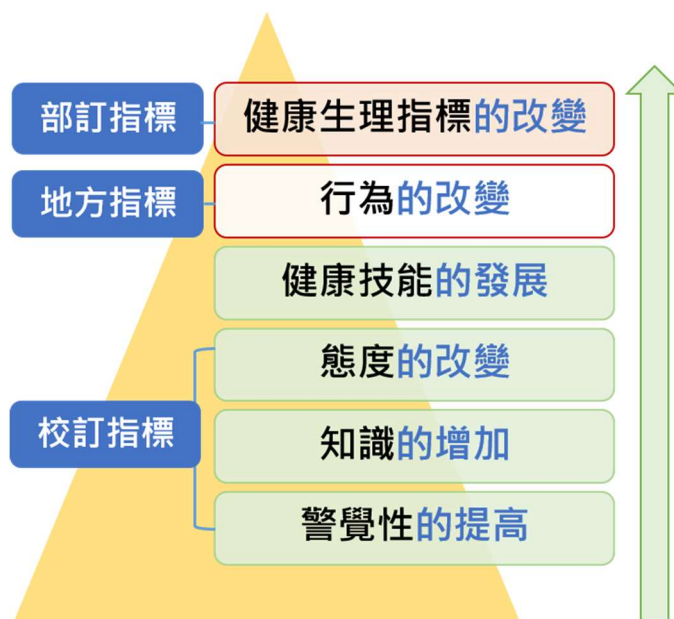 部訂指標
健康生理指標的改變
地方指標
行為的改變
健康技能的發展
態度的改變
校訂指標
知識的增加
警覺性的提高